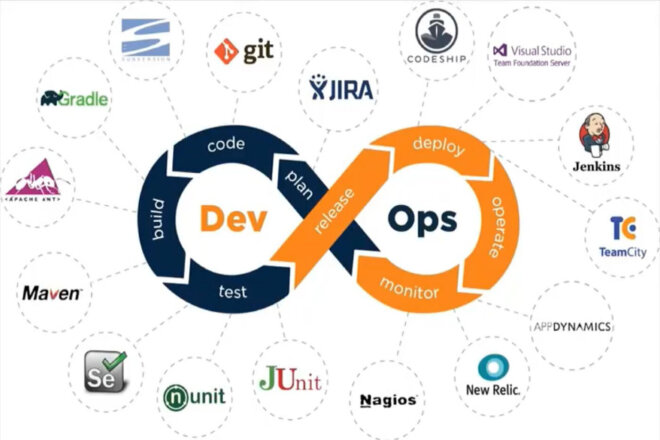 SUBVERSION
git
JIRA
CODESHIP
Visual Studio
Team Foundation Server
Gradle
Jenkins
APACHE ANT
TeamCity
Maven
APPDYNAMICS
Se
nunit
JUnit
Nagios
New Relic.
code
plan
build
test
release
deploy
operate
monitor
Dev
Ops